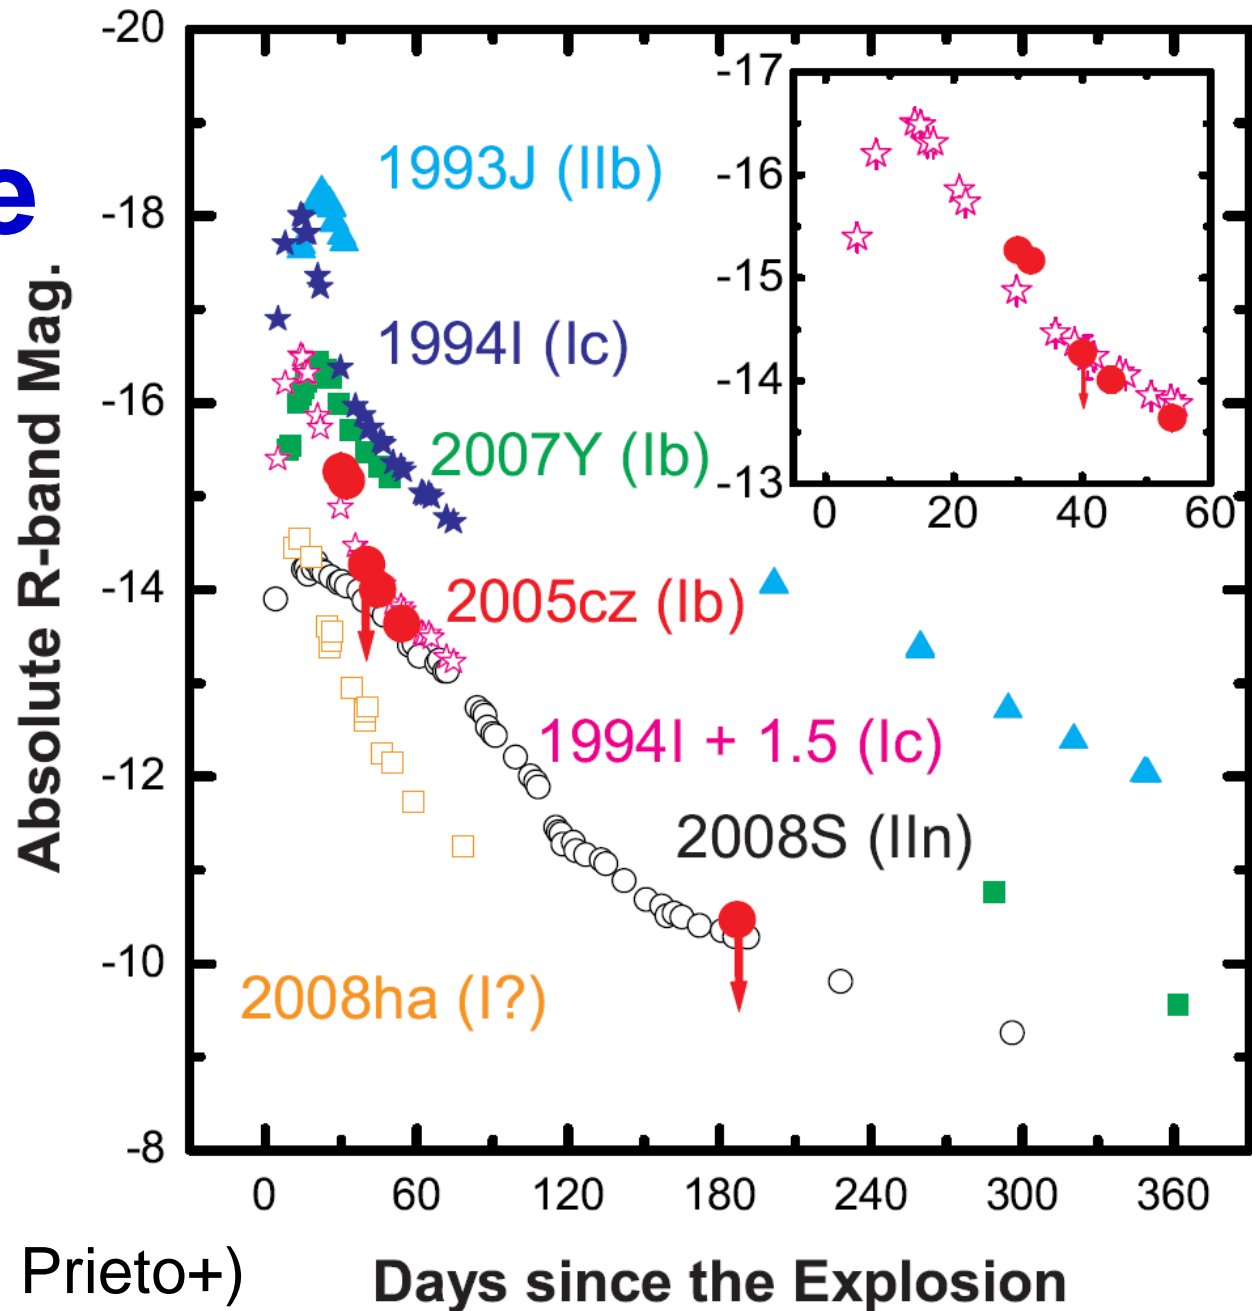 e
Absolute R-band Mag.
-20
-18
-16
-14
-12
-10
-8
1993J (IIb)
1994I (Ic)
2007Y (Ib)
2005cz (Ib)
1994I + 1.5 (Ic)
2008S (IIn)
2008ha (I?)
-17
-16
-15
-14
-13
0 20 40 60
0 60 120 180 240 300 360
Prieto+)
Days since the Explosion